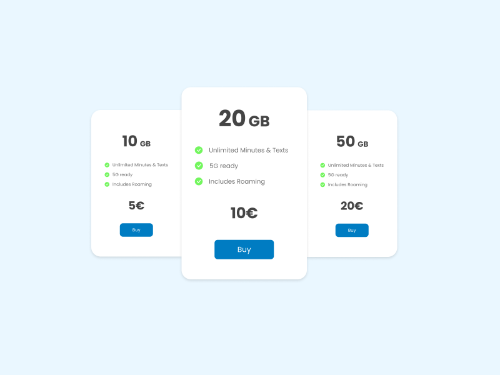 10 GB
Unlimited Minutes & Texts
5G ready
Includes Roaming
5€
Buy
20 GB
Unlimited Minutes & Texts
5G ready
Includes Roaming
10€
Buy
50 GB
Unlimited Minutes & Texts
5G ready
Includes Roaming
20€
Buy